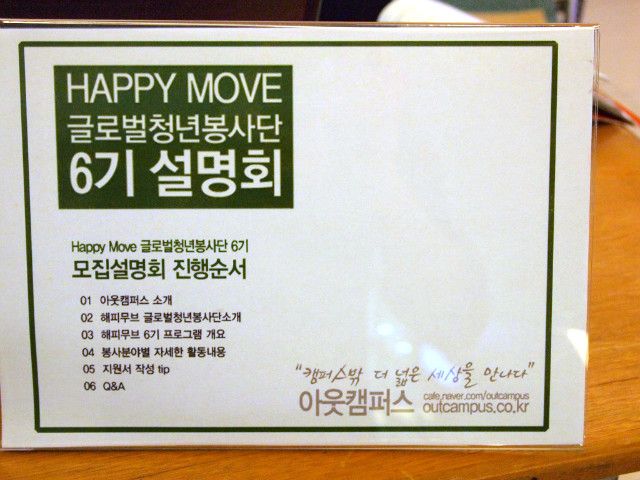 HAPPY MOVE
글로벌청년봉사단
6기 설명회
Happy Move 글로벌청년봉사단 6기
모집설명회 진행순서
01 아웃캠퍼스 소개
02 해피무브 글로벌청년봉사단소개
03 해피무브 6기 프로그램 개요
04 봉사분야별 자세한 활동내용
05 지원서 작성 tip
06 Q&A
"캠퍼스밖 더 넓은 세상을 만나다"
아웃캠퍼스 cafe.naver.com/outcampus
outcampus.co.kr